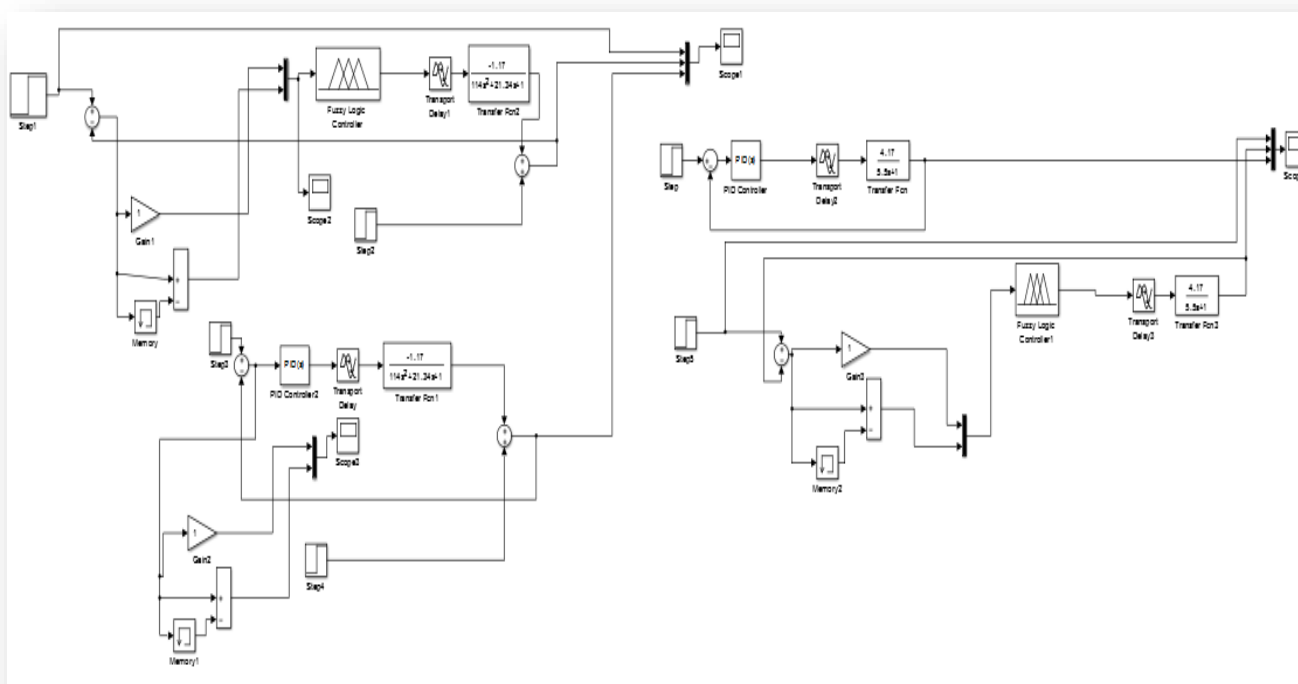 Step1
Fuzzy Logic
Controller
Transport
Delay1
-1.17
114s²+21.34s+1
Transfer Fcn2
Scope1
Gain1
1
Scope2
Step2
Memory
Step3
PID(s)
PID Controller2
Transport
Delay
-1.17
114s²+21.34s+1
Transfer Fcn1
Scope3
1
Gain2
Step4
Memory1
Step
PID(s)
PID Controller
Transport
Delay2
4.17
5.5s+1
Transfer Fcn
Fuzzy Logic
Controller1
Transport
Delay3
4.17
5.5s+1
Transfer Fcn3
Step5
1
Gain3
Memory2